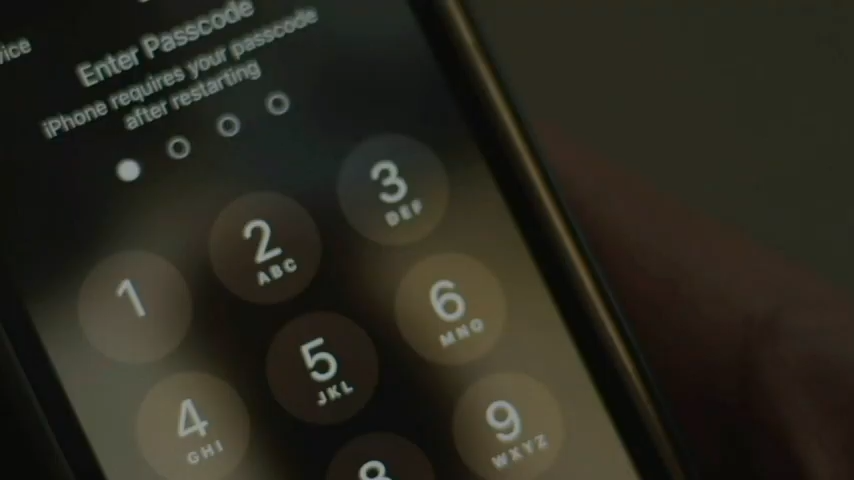 Enter Passcode
iPhone requires your passcode
after restarting
1
2
ABC
3
DEF
4
GHI
5
JKL
6
MNO
8
9
WXYZ